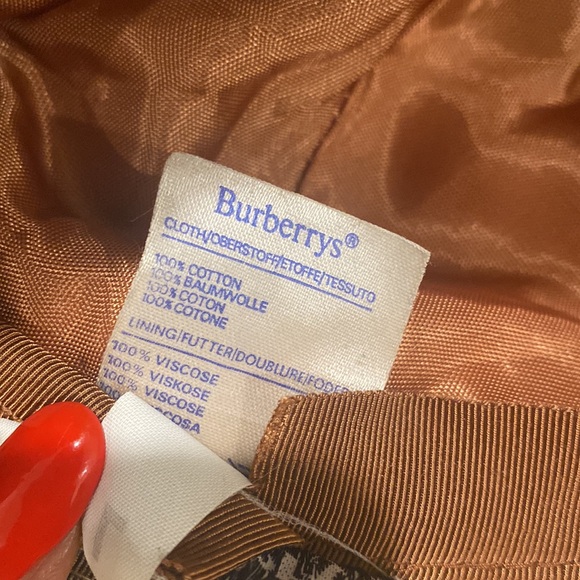 Burberrys®
CLOTH/OBERSTOFF/ETOFFE/TESSUTO
100% COTTON
100% BAUMWOLLE
100% COTON
100% COTONE
LINING/FUTTER/DOUBLURE/FODER
100% VISCOSE
100% VISKOSE
100% VISCOSE